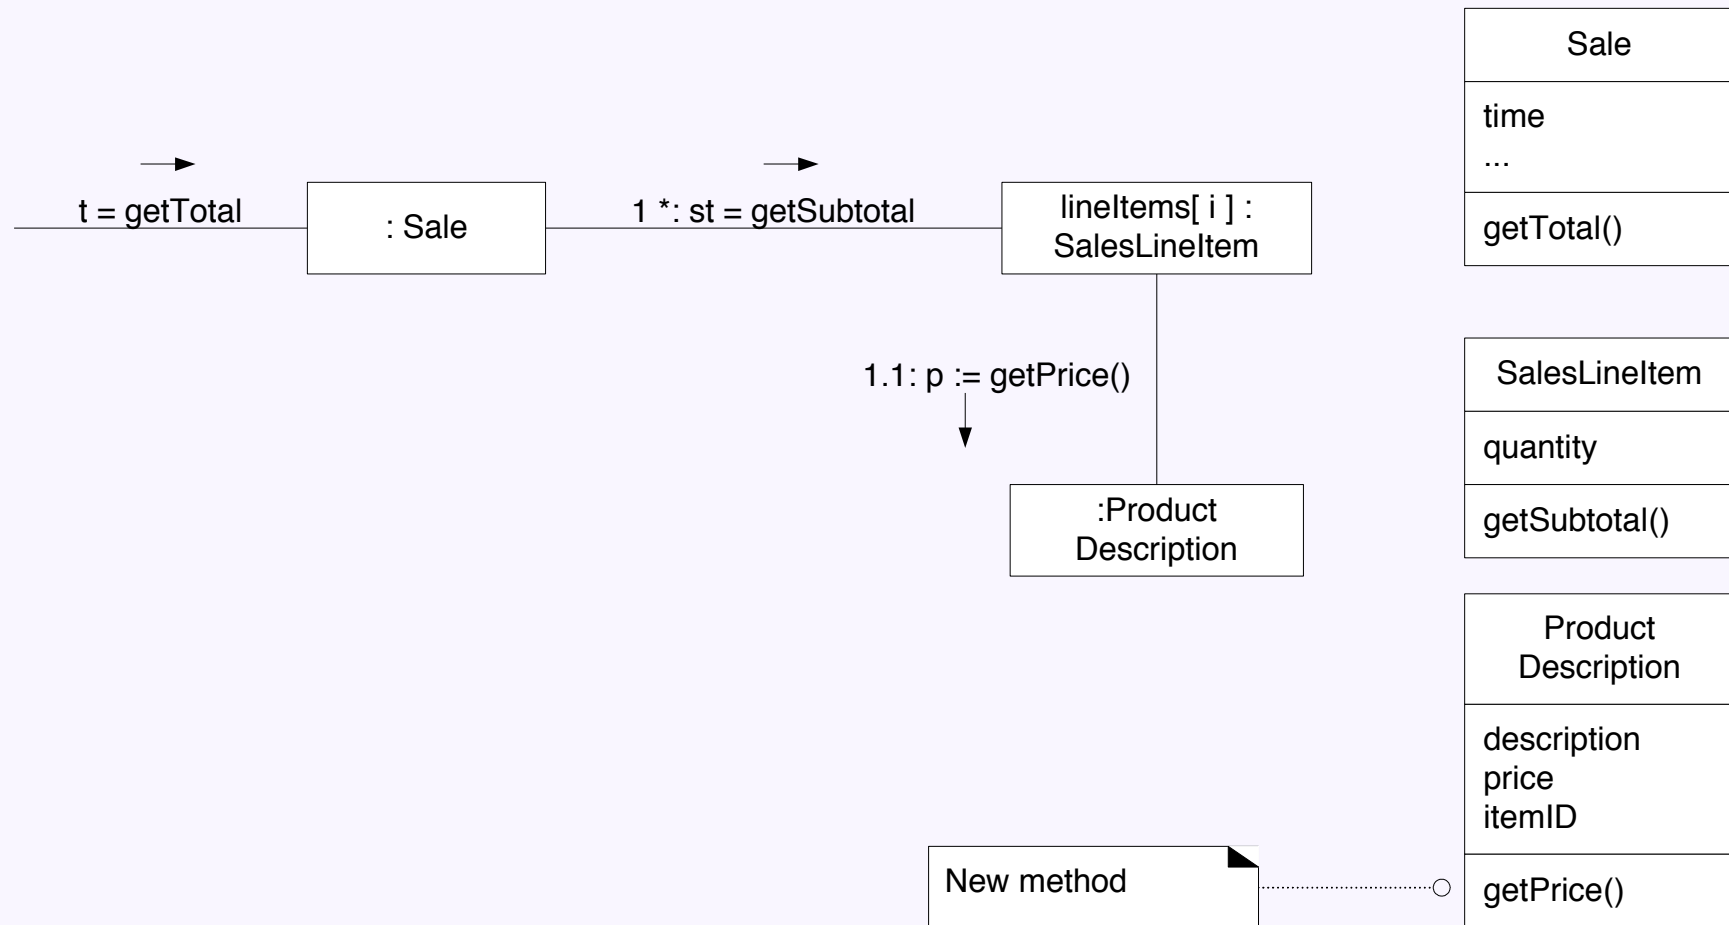 t = getTotal
: Sale
1 *: st = getSubtotal
lineItems[ i ] :
SalesLineItem
1.1: p := getPrice()
:Product
Description
New method
Sale
time
...
getTotal()
SalesLineItem
quantity
getSubtotal()
Product
Description
description
price
itemID
getPrice()